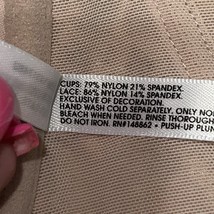 CUPS: 79% NYLON 21% SPANDEX.
LACE: 86% NYLON 14% SPANDEX.
EXCLUSIVE OF DECORATION.
HAND WASH COLD SEPARATELY. ONLY NON
BLEACH WHEN NEEDED. RINSE THOROUGH
DO NOT IRON. RN#148862 • PUSH-UP PLUN